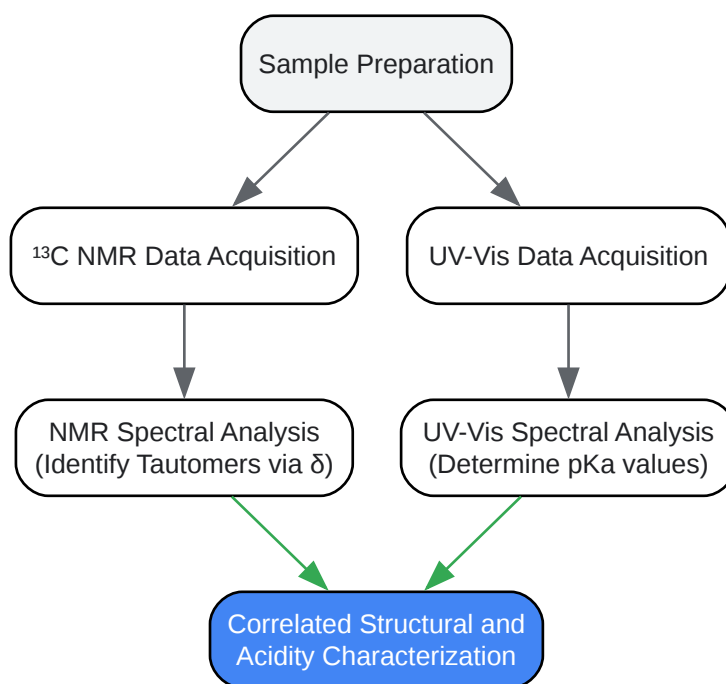 Sample Preparation
¹³C NMR Data Acquisition
UV-Vis Data Acquisition
NMR Spectral Analysis
(Identify Tautomers via δ)
UV-Vis Spectral Analysis
(Determine pKa values)
Correlated Structural and
Acidity Characterization